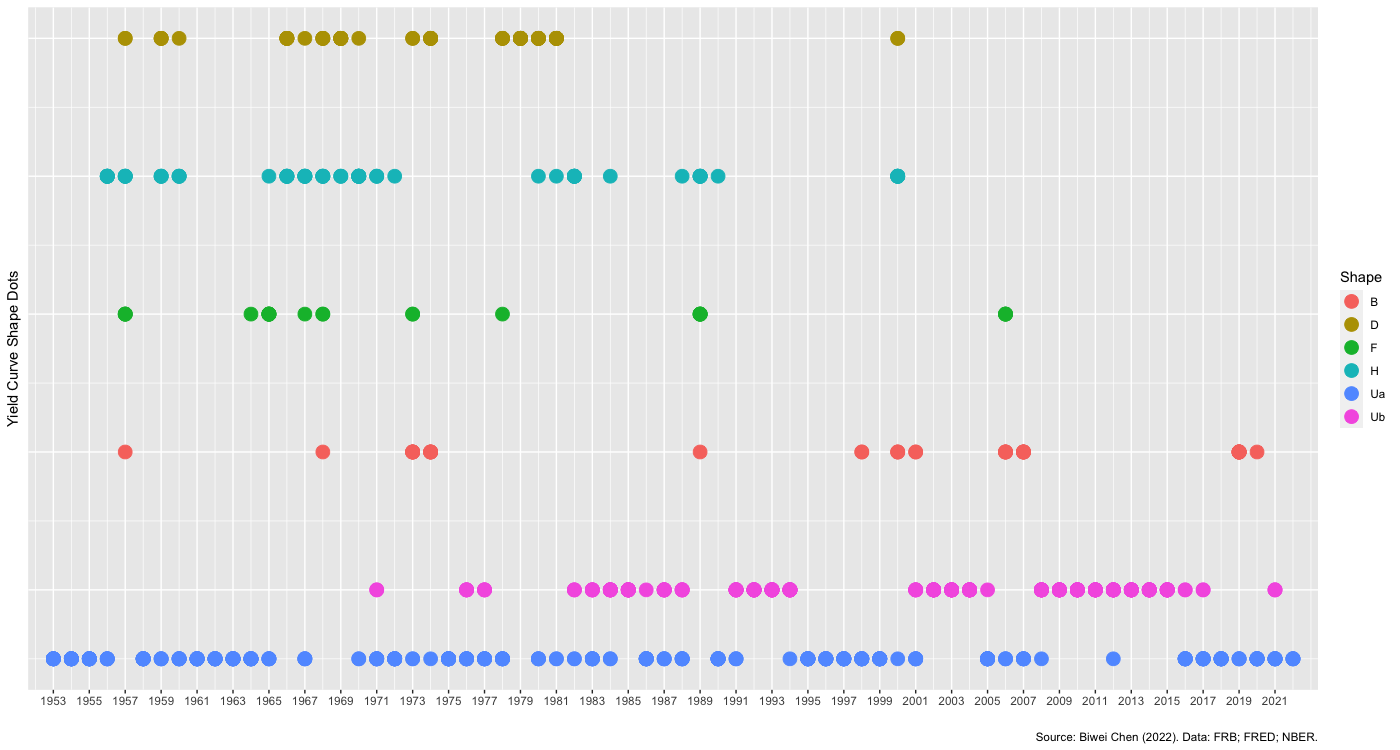 Yield Curve Shape Dots
Shape
B
D
F
H
Ua
Ub
1953 1955 1957 1959 1961 1963 1965 1967 1969 1971 1973 1975 1977 1979 1981 1983 1985 1987 1989 1991 1993 1995 1997 1999 2001 2003 2005 2007 2009 2011 2013 2015 2017 2019 2021
Source: Biwei Chen (2022). Data: FRB; FRED; NBER.